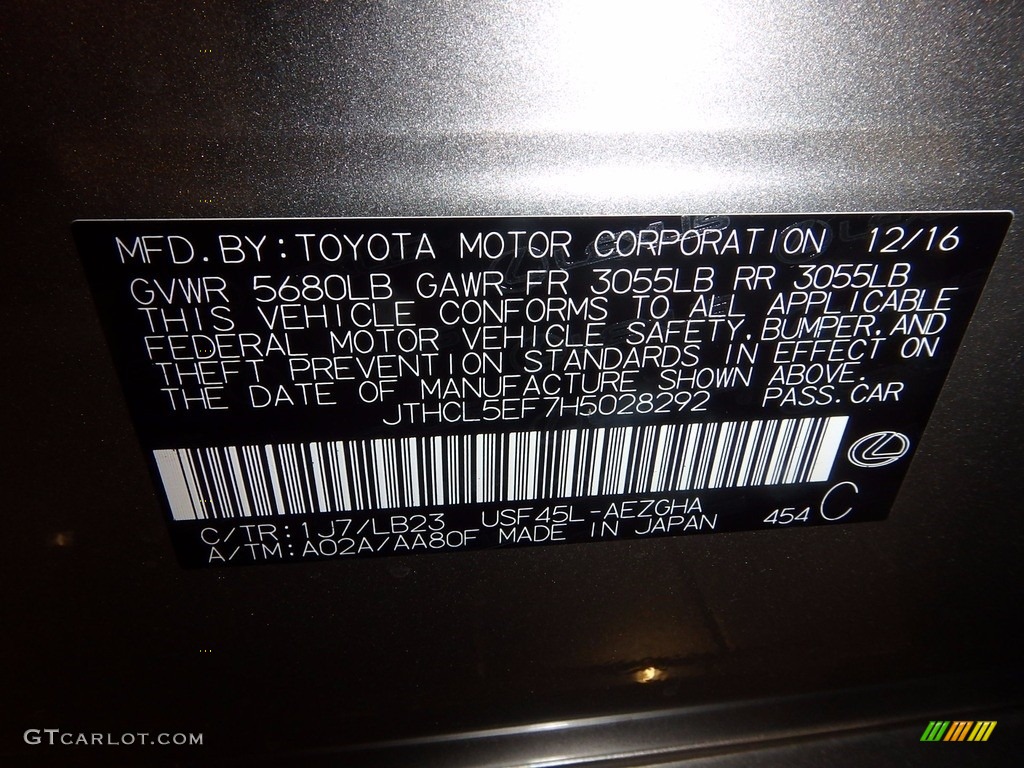 MFD. BY: TOYOTA MOTOR CORPORATION 12/16
GVWR 5680LB GAWR FR 3055LB RR 3055LB
THIS VEHICLE CONFORMS TO ALL APPLICABLE
FEDERAL MOTOR VEHICLE SAFETY, BUMPER, AND
THEFT PREVENTION STANDARDS IN EFFECT ON
THE DATE OF MANUFACTURE SHOWN ABOVE.
JTHCL5EF7H5028292 PASS. CAR
C/TR: 1J7/LB23 USF45L-AEZGHA
A/TM: A02A/AA80F MADE IN JAPAN 454 C
GTCARLOT.COM